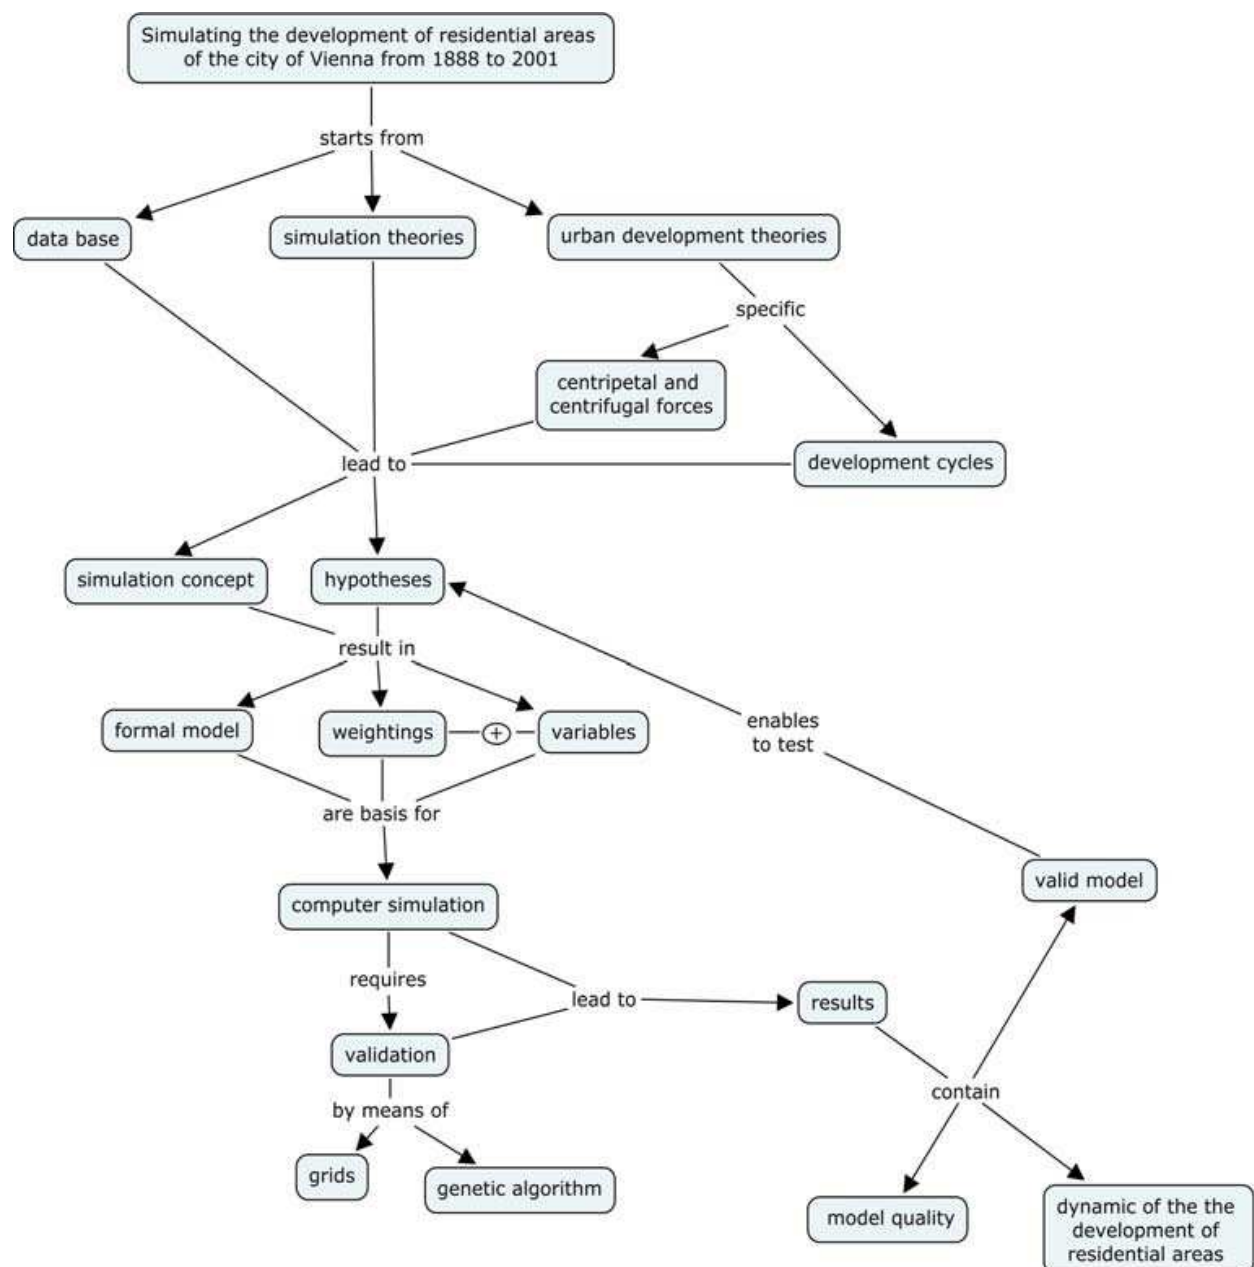 Simulating the development of residential areas
of the city of Vienna from 1888 to 2001
starts from
data base
simulation theories
urban development theories
specific
centripetal and
centrifugal forces
lead to
development cycles
simulation concept
hypotheses
result in
formal model
weightings
+
variables
enables
to test
are basis for
computer simulation
valid model
requires
lead to
results
validation
contain
by means of
grids
genetic algorithm
model quality
dynamic of the the
development of
residential areas